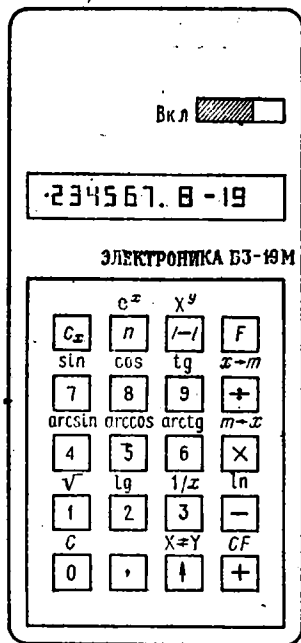 Вкл
·234567.8-19
ЭЛЕКТРОНИКА Б3-19М
e^x X^y
Cx п /-/ F
sin cos tg x→m
7 8 9 ÷
arcsin arccos arctg m→x
4 5 6 ×
√ lg 1/x ln
1 2 3 −
C X⇄Y CF
0 , ↑ +